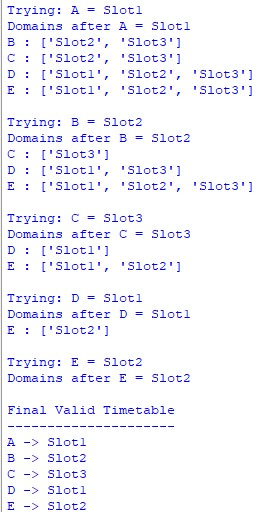 Trying: A = Slot1
Domains after A = Slot1
B : ['Slot2', 'Slot3']
C : ['Slot2', 'Slot3']
D : ['Slot1', 'Slot2', 'Slot3']
E : ['Slot1', 'Slot2', 'Slot3']

Trying: B = Slot2
Domains after B = Slot2
C : ['Slot3']
D : ['Slot1', 'Slot3']
E : ['Slot1', 'Slot2', 'Slot3']

Trying: C = Slot3
Domains after C = Slot3
D : ['Slot1']
E : ['Slot1', 'Slot2']

Trying: D = Slot1
Domains after D = Slot1
E : ['Slot2']

Trying: E = Slot2
Domains after E = Slot2

Final Valid Timetable
---------------------
A -> Slot1
B -> Slot2
C -> Slot3
D -> Slot1
E -> Slot2